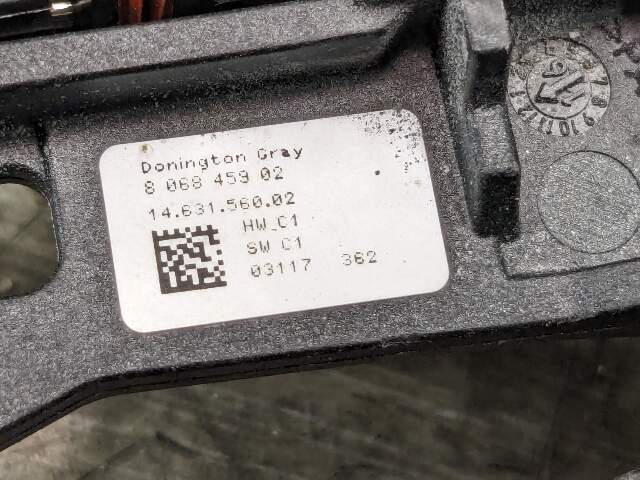 Donington Gray
8 068 459 02
14.631.560.02
HW_C1
SW C1
03117 362